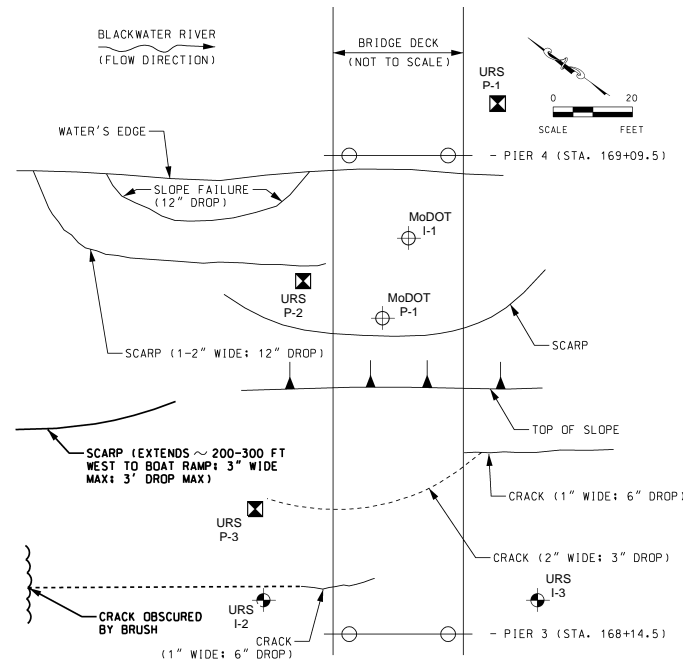 BLACKWATER RIVER
(FLOW DIRECTION)
BRIDGE DECK
(NOT TO SCALE)
URS
P-1
0 20
SCALE FEET
WATER'S EDGE
- PIER 4 (STA. 169+09.5)
SLOPE FAILURE
(12" DROP)
MoDOT
I-1
URS
P-2
MoDOT
P-1
SCARP (1-2" WIDE; 12" DROP)
SCARP
TOP OF SLOPE
SCARP (EXTENDS ~ 200-300 FT
WEST TO BOAT RAMP; 3" WIDE
MAX; 3' DROP MAX)
CRACK (1" WIDE; 6" DROP)
URS
P-3
CRACK (2" WIDE; 3" DROP)
CRACK OBSCURED
BY BRUSH
URS
I-2
URS
I-3
CRACK
(1" WIDE; 6" DROP)
- PIER 3 (STA. 168+14.5)